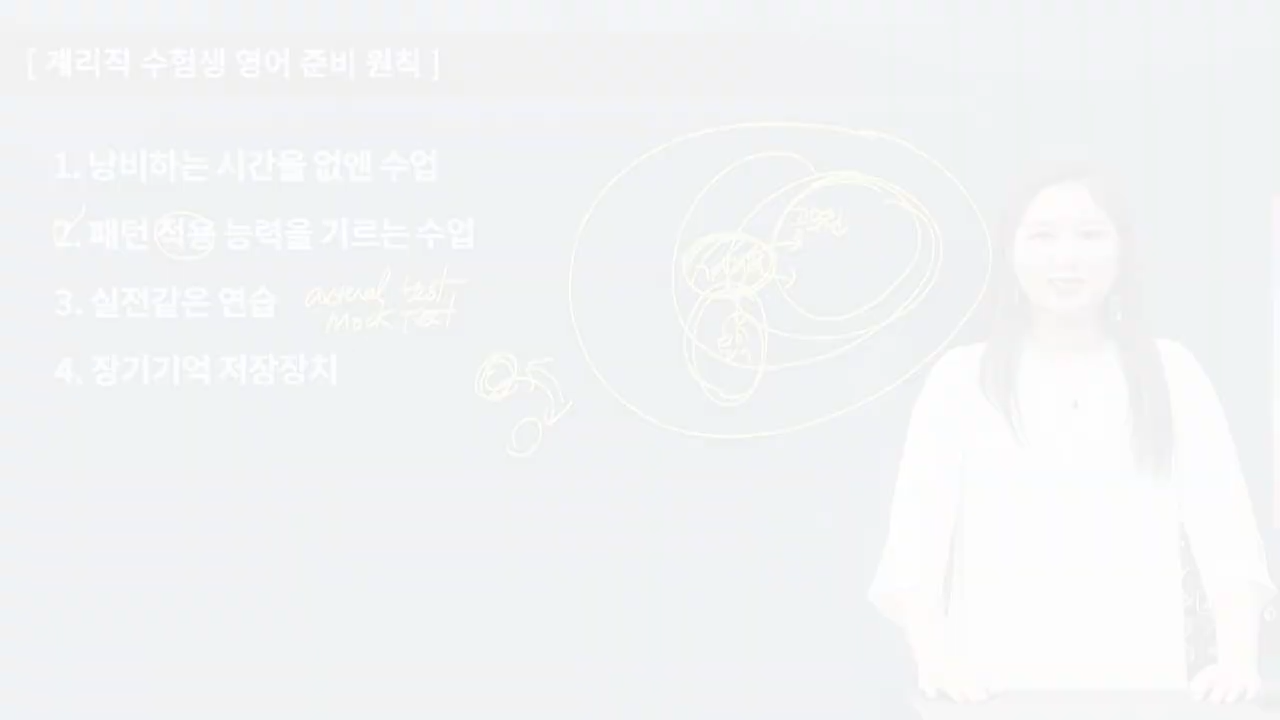 [ 계리직 수험생 영어 준비 원칙 ]
1. 낭비하는 시간을 없앤 수업
2. 패턴 적용 능력을 기르는 수업
3. 실전같은 연습
actual test,
Mock Test
4. 장기기억 저장장치